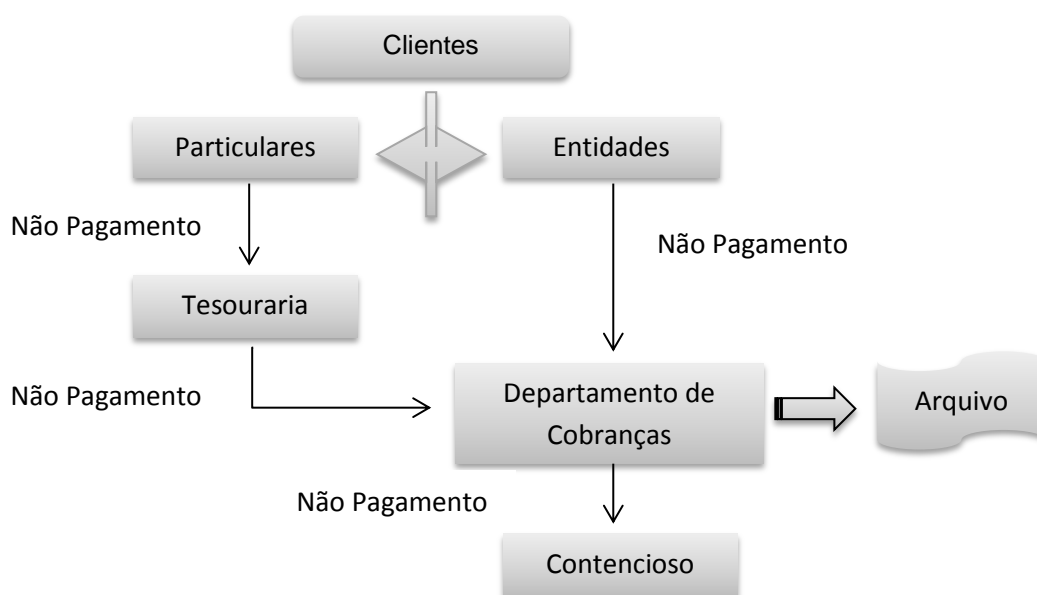 Clientes
Particulares
Entidades
Não Pagamento
Não Pagamento
Tesouraria
Não Pagamento
Departamento de
Cobranças
Arquivo
Não Pagamento
Contencioso